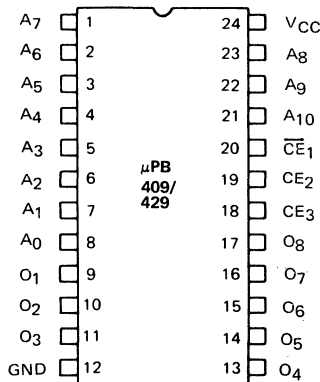 A7 1 24 VCC
A6 2 23 A8
A5 3 22 A9
A4 4 21 A10
A3 5 20 CE1
A2 6 19 CE2
A1 7 18 CE3
A0 8 17 O8
O1 9 16 O7
O2 10 15 O6
O3 11 14 O5
GND 12 13 O4
μPB
409/
429